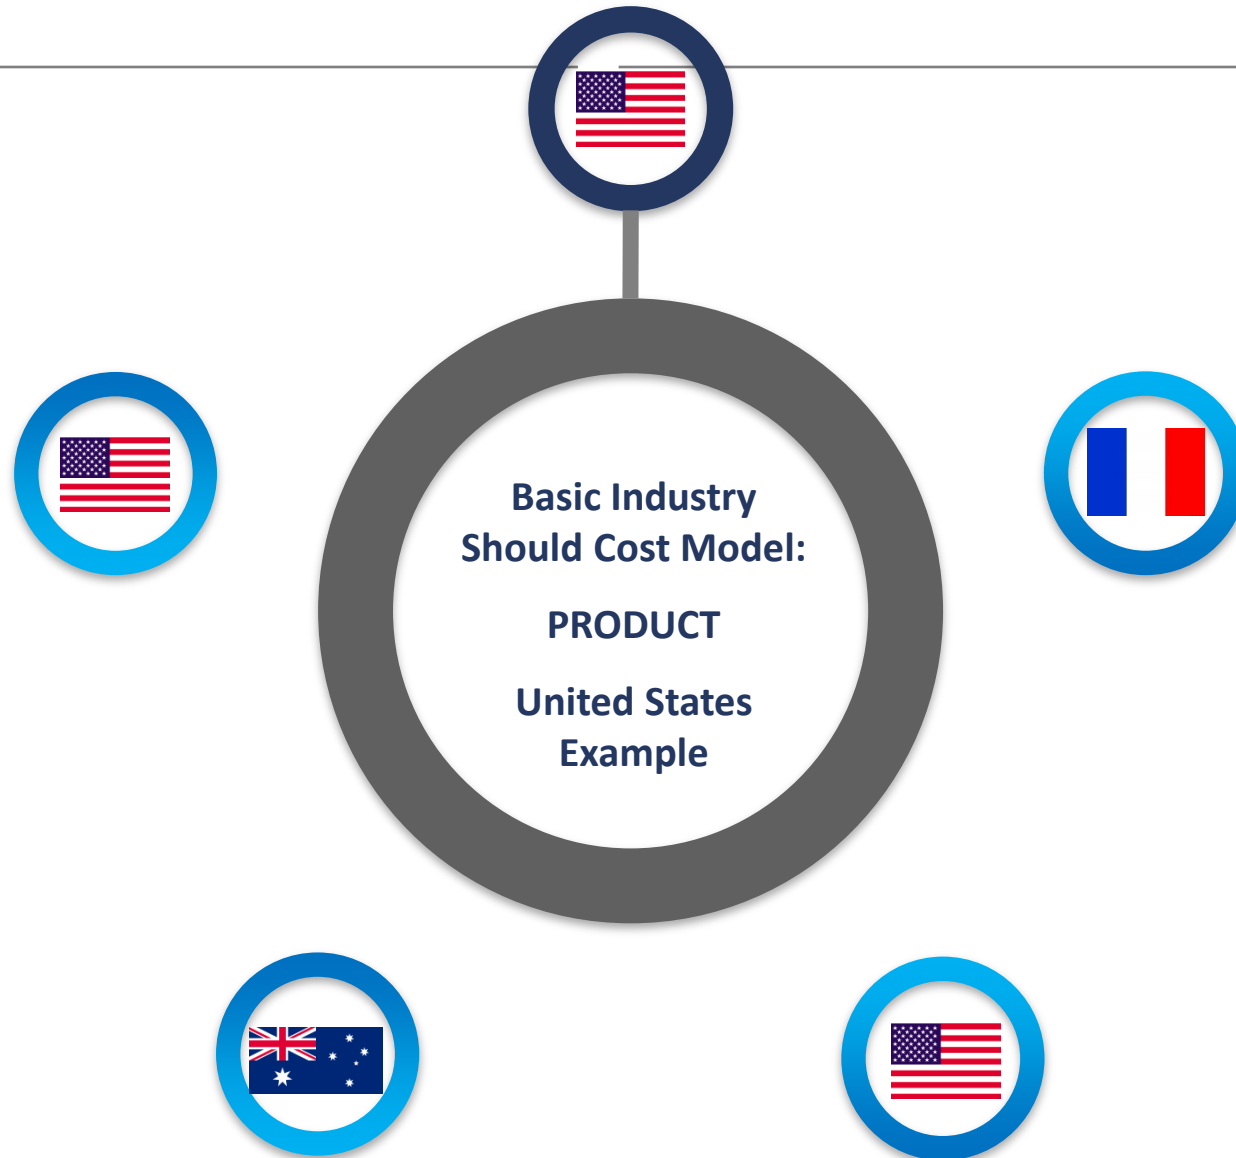 Basic Industry
Should Cost Model:
PRODUCT
United States
Example